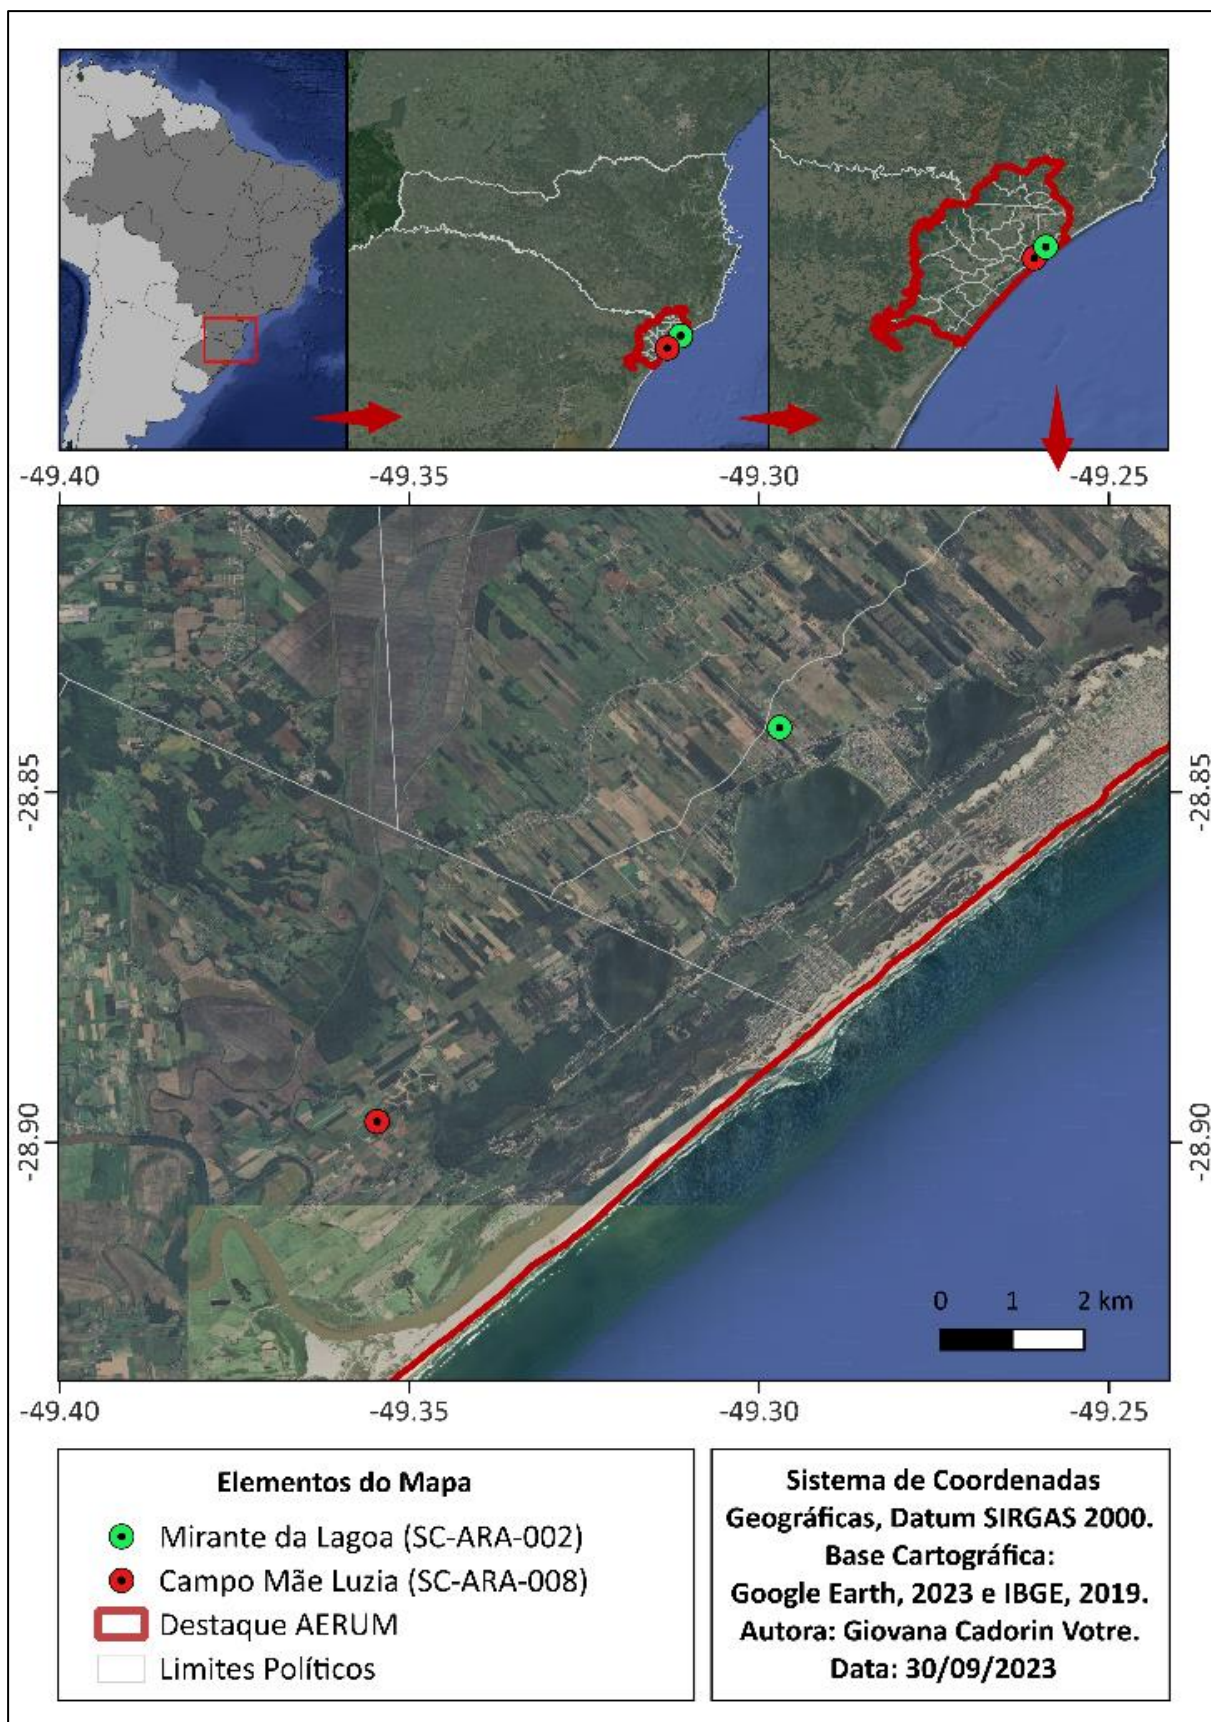 -49.40 -49.35 -49.30 -49.25
-28.85 -28.85
-28.90 -28.90
0 1 2 km
-49.40 -49.35 -49.30 -49.25
Elementos do Mapa
Mirante da Lagoa (SC-ARA-002)
Campo Mãe Luzia (SC-ARA-008)
Destaque AERUM
Limites Políticos
Sistema de Coordenadas
Geográficas, Datum SIRGAS 2000.
Base Cartográfica:
Google Earth, 2023 e IBGE, 2019.
Autora: Giovana Cadorin Votre.
Data: 30/09/2023